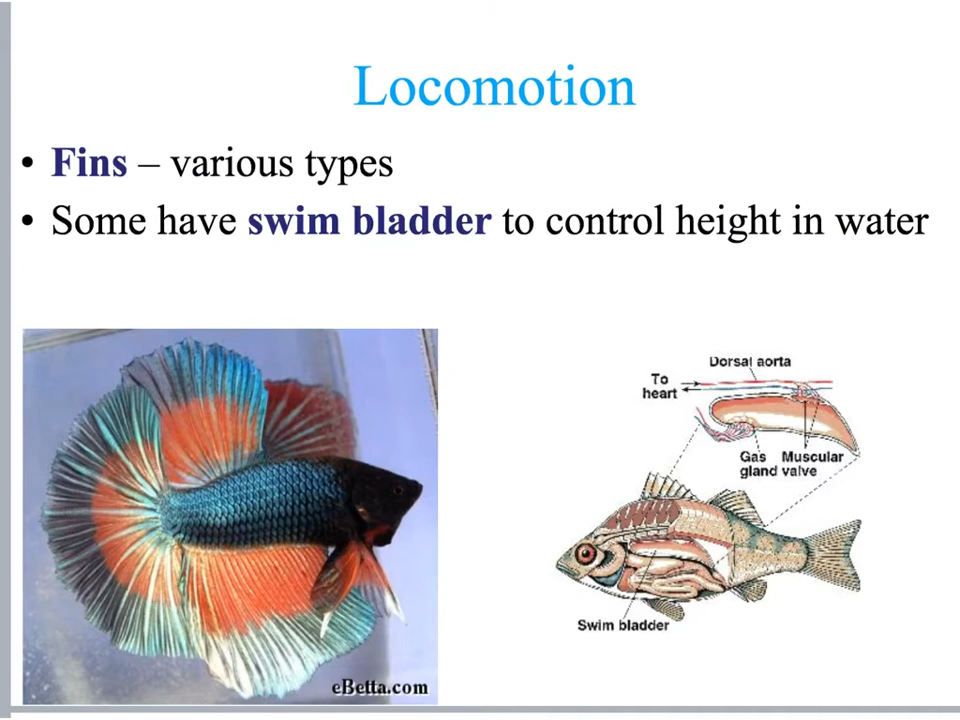 Locomotion
• Fins – various types
• Some have swim bladder to control height in water
Dorsal aorta
To
heart
Gas Muscular
gland valve
Swim bladder
eBetta.com